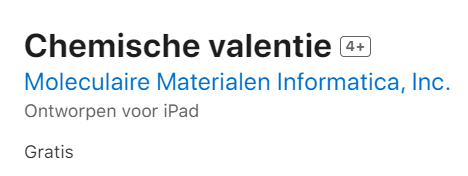 Chemische valentie 4+
Moleculaire Materialen Informatica, Inc.
Ontworpen voor iPad
Gratis